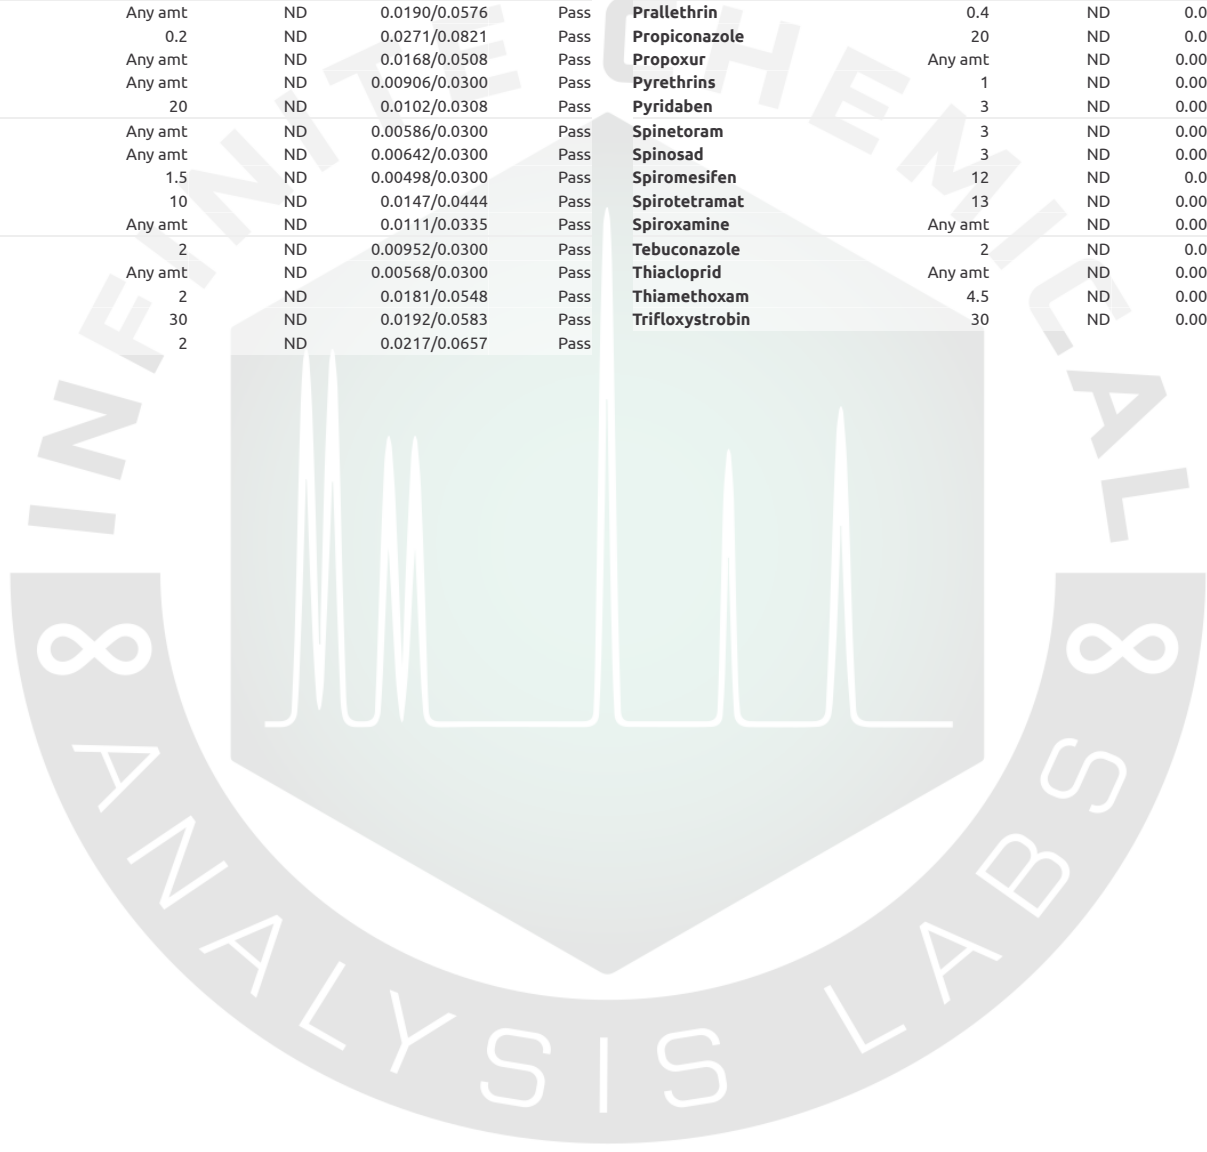 Any amt ND 0.0190/0.0576 Pass Prallethrin 0.4 ND 0.0
0.2 ND 0.0271/0.0821 Pass Propiconazole 20 ND 0.0
Any amt ND 0.0168/0.0508 Pass Propoxur Any amt ND 0.00
Any amt ND 0.00906/0.0300 Pass Pyrethrins 1 ND 0.00
20 ND 0.0102/0.0308 Pass Pyridaben 3 ND 0.00
Any amt ND 0.00586/0.0300 Pass Spinetoram 3 ND 0.00
Any amt ND 0.00642/0.0300 Pass Spinosad 3 ND 0.00
1.5 ND 0.00498/0.0300 Pass Spiromesifen 12 ND 0.0
10 ND 0.0147/0.0444 Pass Spirotetramat 13 ND 0.00
Any amt ND 0.0111/0.0335 Pass Spiroxamine Any amt ND 0.00
2 ND 0.00952/0.0300 Pass Tebuconazole 2 ND 0.0
Any amt ND 0.00568/0.0300 Pass Thiacloprid Any amt ND 0.00
2 ND 0.0181/0.0548 Pass Thiamethoxam 4.5 ND 0.00
30 ND 0.0192/0.0583 Pass Trifloxystrobin 30 ND 0.00
2 ND 0.0217/0.0657 Pass
INFINITE CHEMICAL
ANALYSIS LABS